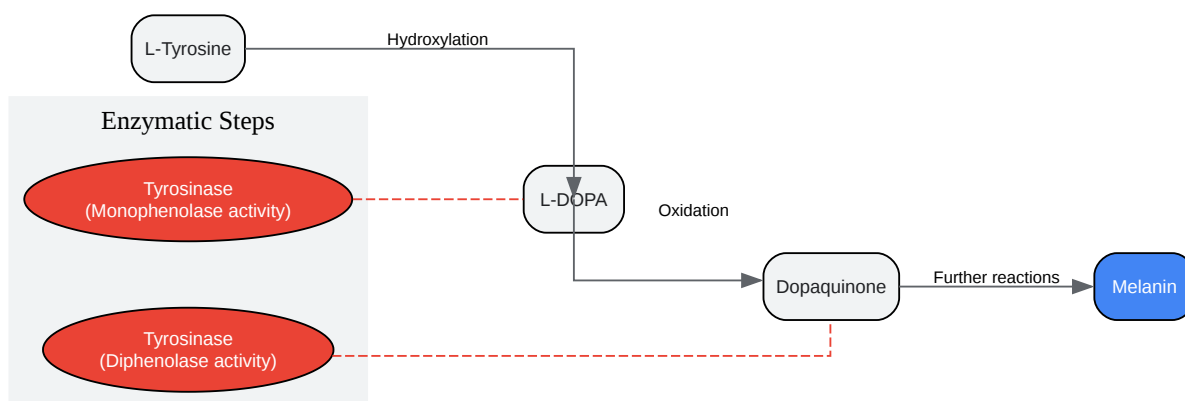 L-Tyrosine
Hydroxylation
Enzymatic Steps
Tyrosinase
(Monophenolase activity)
L-DOPA
Oxidation
Dopaquinone
Further reactions
Melanin
Tyrosinase
(Diphenolase activity)